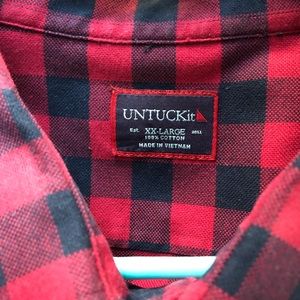 UNTUCKit
Est. XX-LARGE 2011
100% COTTON
MADE IN VIETNAM